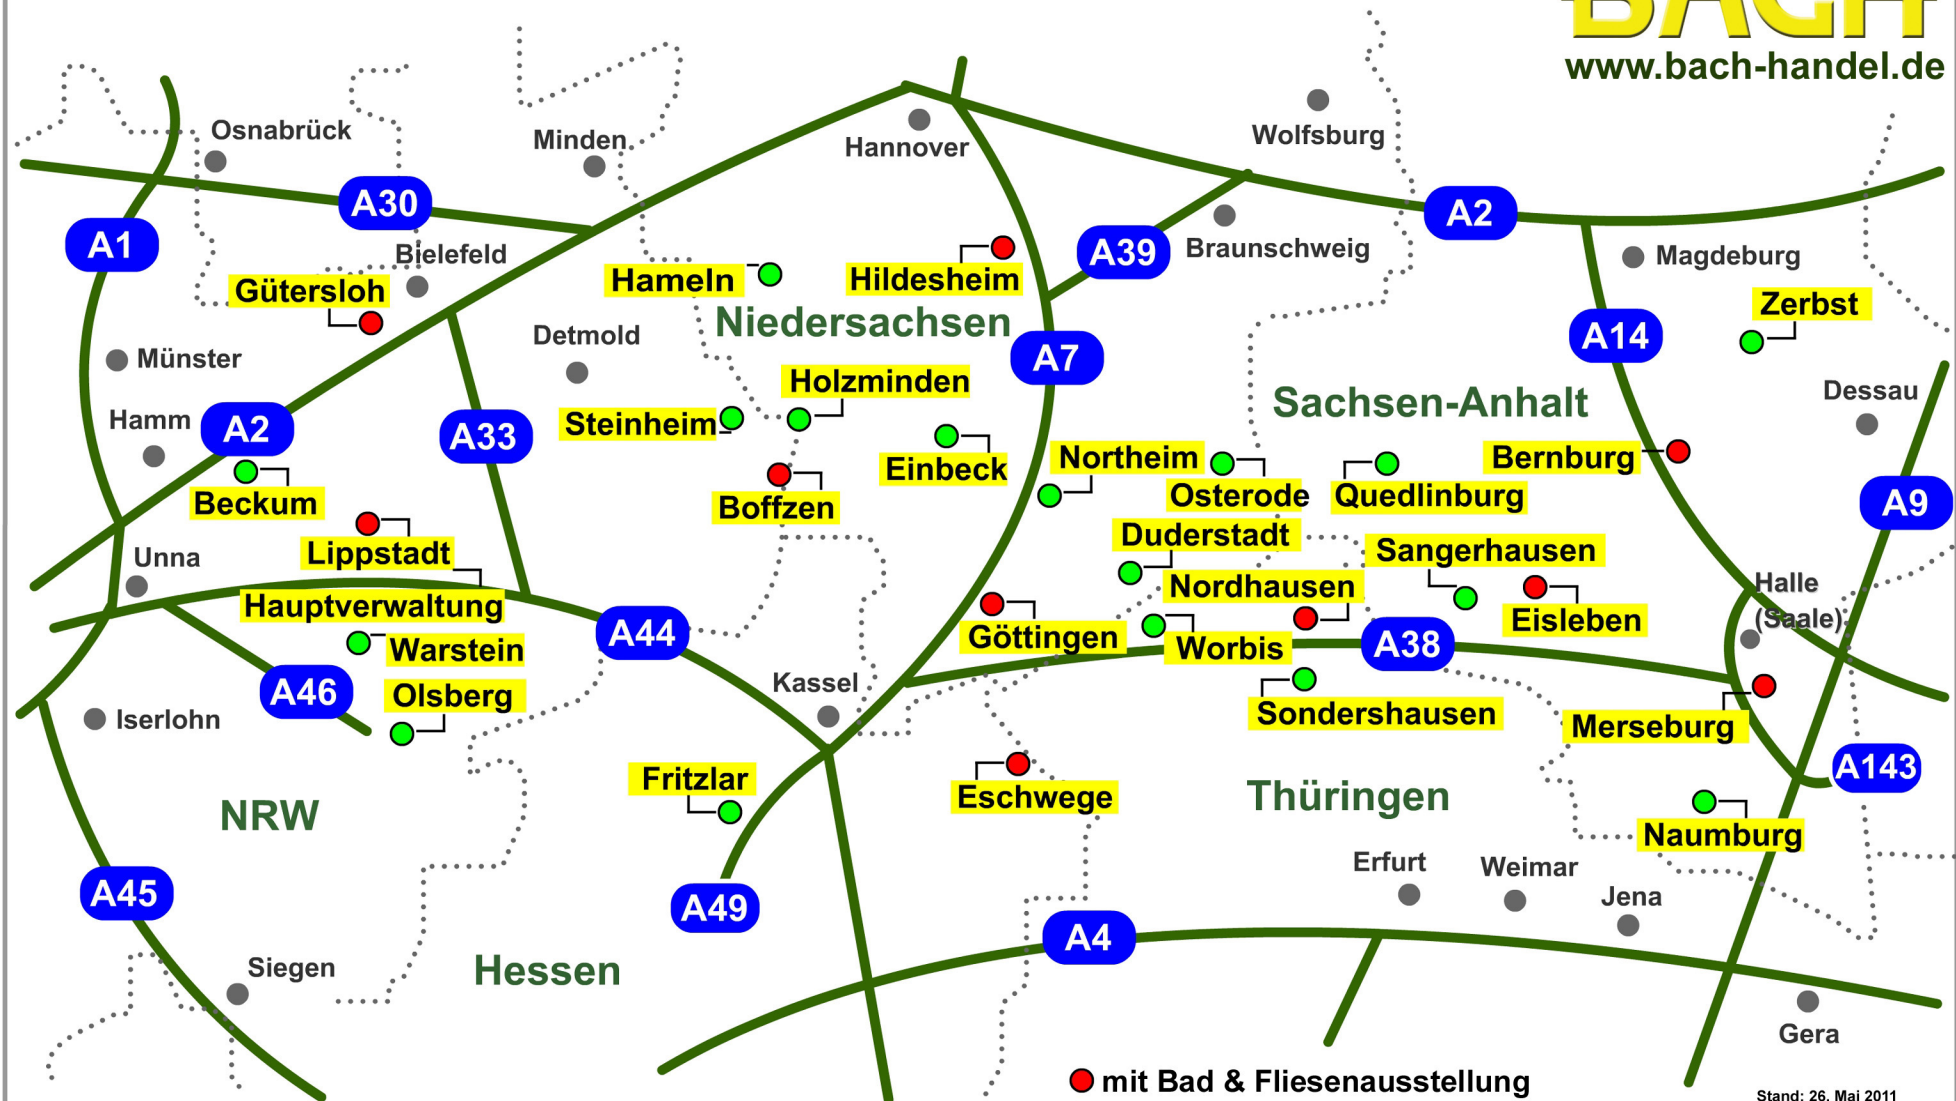 BACH
www.bach-handel.de
Osnabrück
Minden
Hannover
Wolfsburg
A30
A2
A1
Bielefeld
A39
Braunschweig
Magdeburg
Gütersloh
Hameln
Hildesheim
Zerbst
Niedersachsen
Detmold
A14
Münster
A7
Holzminden
Sachsen-Anhalt
Dessau
Hamm
A2
A33
Steinheim
Einbeck
Northeim
Bernburg
Beckum
Boffzen
Osterode
Quedlinburg
A9
Lippstadt
Duderstadt
Sangerhausen
Unna
Nordhausen
Halle
(Saale)
Hauptverwaltung
Eisleben
A44
Göttingen
Worbis
A38
Warstein
Kassel
A46
Olsberg
Sondershausen
Iserlohn
Merseburg
Fritzlar
Eschwege
A143
NRW
Thüringen
Naumburg
A45
A49
Erfurt
Weimar
Jena
A4
Siegen
Hessen
Gera
mit Bad & Fliesenausstellung
Stand: 26. Mai 2011